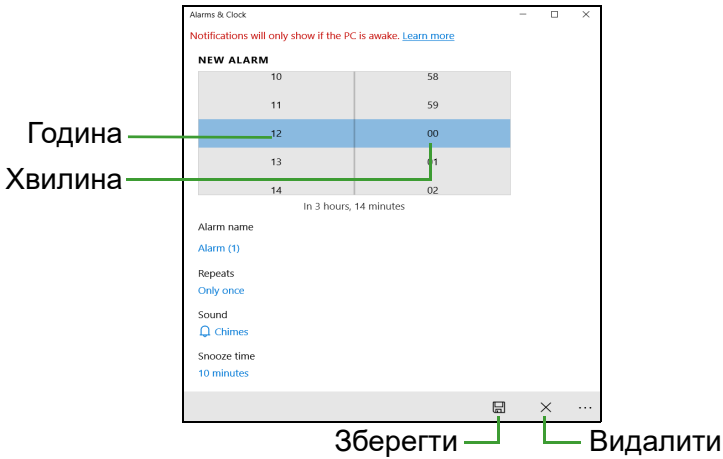 Alarms & Clock
Notifications will only show if the PC is awake. Learn more
NEW ALARM
10 58
11 59
Година 12 00
13 01
Хвилина
14 02
In 3 hours, 14 minutes
Alarm name
Alarm (1)
Repeats
Only once
Sound
Chimes
Snooze time
10 minutes
Зберегти Видалити